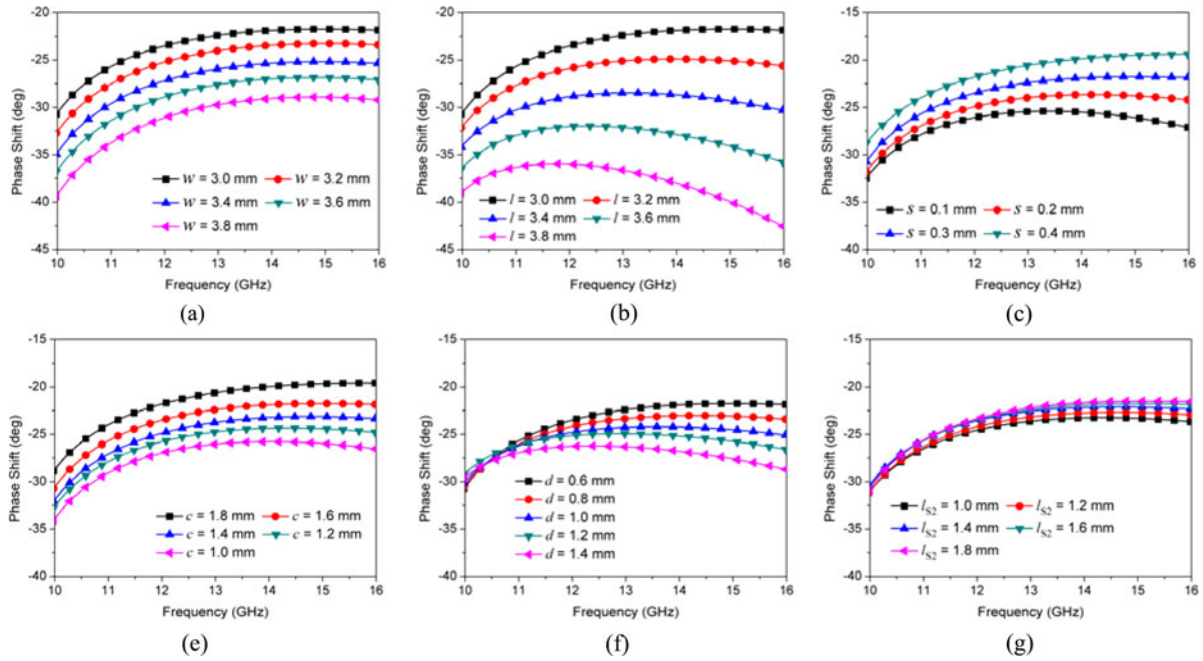 -20
-25
-30
-35
-40
-45
Phase Shift (deg)
w = 3.0 mm w = 3.2 mm
w = 3.4 mm w = 3.6 mm
w = 3.8 mm
10 11 12 13 14 15 16
Frequency (GHz)
(a)
-20
-25
-30
-35
-40
-45
Phase Shift (deg)
l = 3.0 mm l = 3.2 mm
l = 3.4 mm l = 3.6 mm
l = 3.8 mm
10 11 12 13 14 15 16
Frequency (GHz)
(b)
-15
-20
-25
-30
-35
-40
Phase Shift (deg)
s = 0.1 mm s = 0.2 mm
s = 0.3 mm s = 0.4 mm
10 11 12 13 14 15 16
Frequency (GHz)
(c)
-15
-20
-25
-30
-35
-40
Phase Shift (deg)
c = 1.8 mm c = 1.6 mm
c = 1.4 mm c = 1.2 mm
c = 1.0 mm
10 11 12 13 14 15 16
Frequency (GHz)
(e)
-15
-20
-25
-30
-35
-40
Phase Shift (deg)
d = 0.6 mm
d = 0.8 mm
d = 1.0 mm
d = 1.2 mm
d = 1.4 mm
10 11 12 13 14 15 16
Frequency (GHz)
(f)
-15
-20
-25
-30
-35
-40
Phase Shift (deg)
lS2 = 1.0 mm lS2 = 1.2 mm
lS2 = 1.4 mm lS2 = 1.6 mm
lS2 = 1.8 mm
10 11 12 13 14 15 16
Frequency (GHz)
(g)